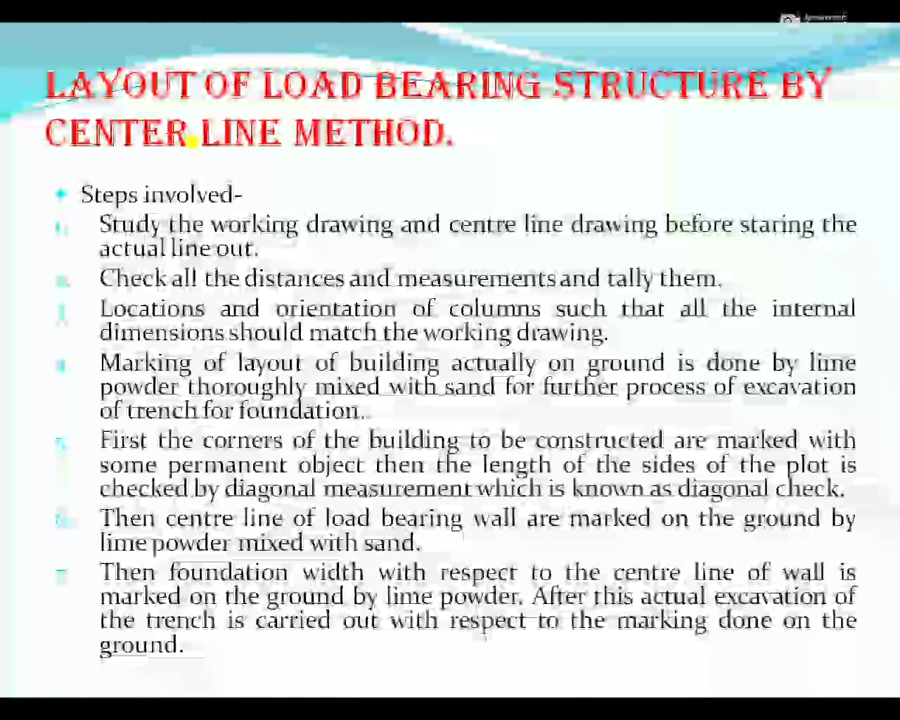 LAYOUT OF LOAD BEARING STRUCTURE BY
CENTER LINE METHOD.
• Steps involved-
Study the working drawing and centre line drawing before staring the
actual line out.
Check all the distances and measurements and tally them.
Locations and orientation of columns such that all the internal
dimensions should match the working drawing.
Marking of layout of building actually on ground is done by lime
powder thoroughly mixed with sand for further process of excavation
of trench for foundation..
5. First the corners of the building to be constructed are marked with
some permanent object then the length of the sides of the plot is
checked by diagonal measurement which is known as diagonal check.
6. Then centre line of load bearing wall are marked on the ground by
lime powder mixed with sand.
7. Then foundation width with respect to the centre line of wall is
marked on the ground by lime powder. After this actual excavation of
the trench is carried out with respect to the marking done on the
ground.